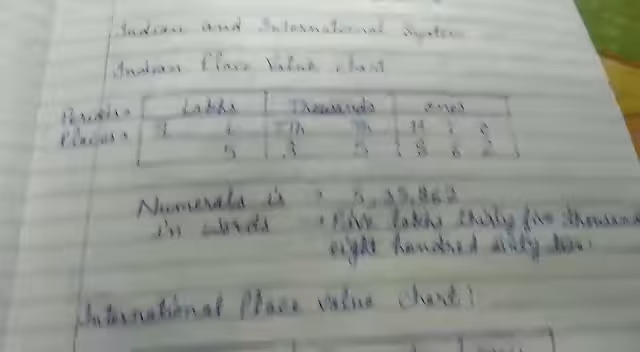 Indian and International System
Indian Place Value chart
Periods Lakhs Thousands ones
Places L TTh Th H T O
5 3 5 8 6 2
Numerals is : 5,35,862
in words : Five lakhs thirty five thousand
eight hundred sixty two.
International Place value chart :